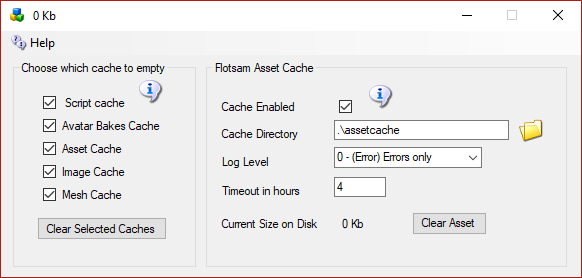 0 Kb
Help
Choose which cache to empty
Script cache
Avatar Bakes Cache
Asset Cache
Image Cache
Mesh Cache
Clear Selected Caches
Flotsam Asset Cache
Cache Enabled
Cache Directory .\assetcache
Log Level 0 - (Error) Errors only
Timeout in hours 4
Current Size on Disk 0 Kb Clear Asset